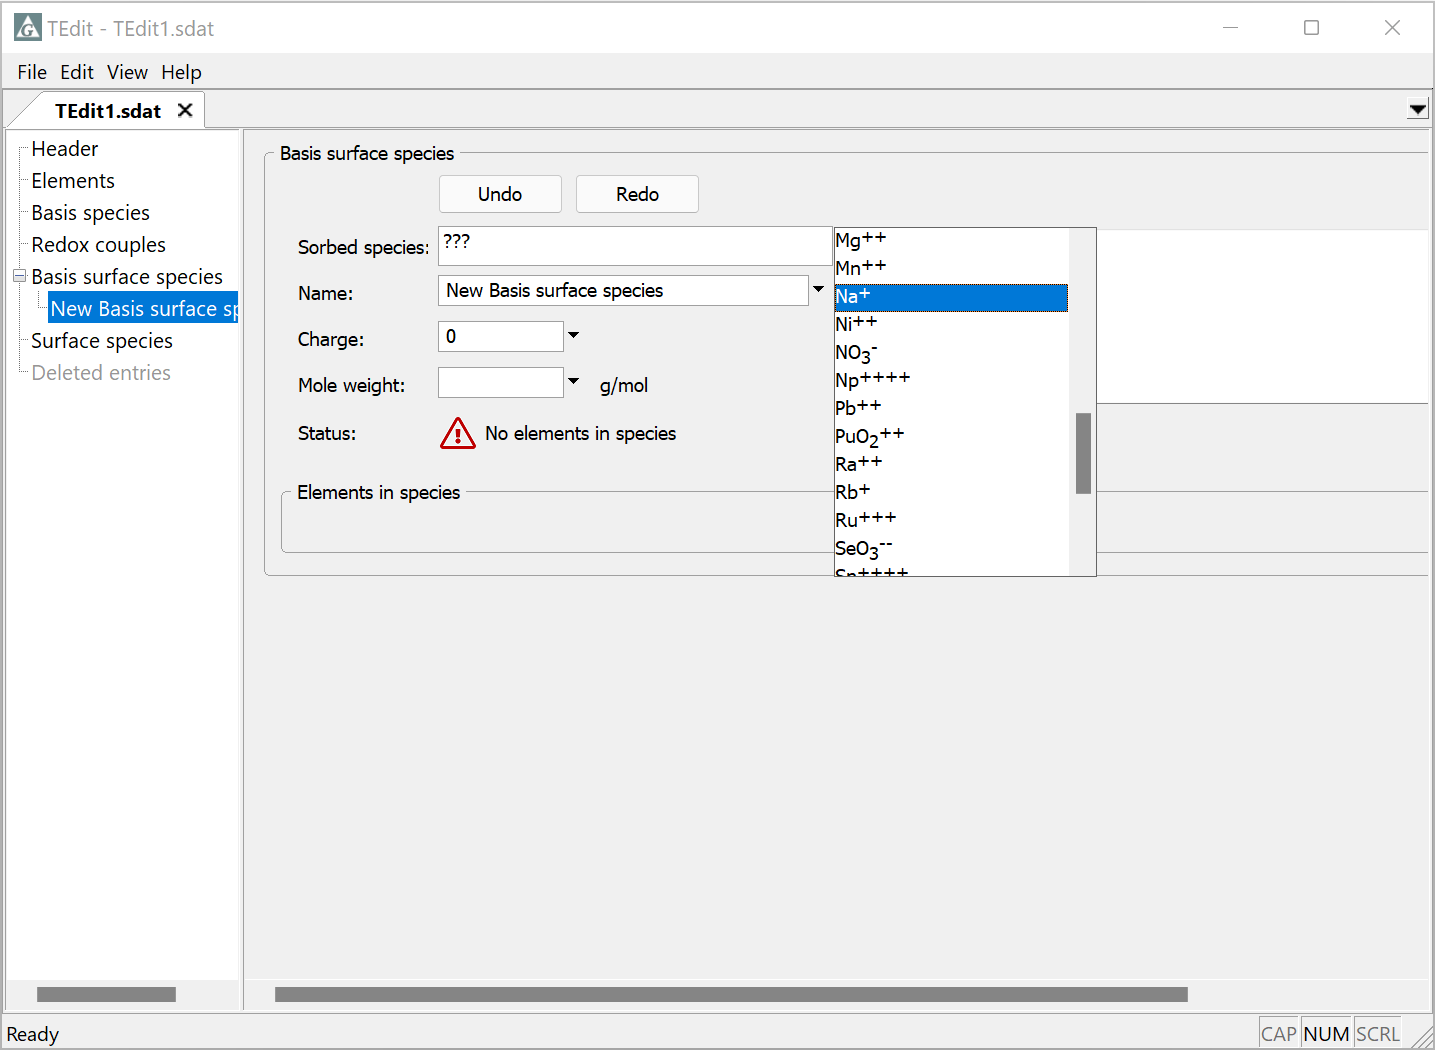 TEdit - TEdit1.sdat
File Edit View Help
TEdit1.sdat
Header
Elements
Basis species
Redox couples
Basis surface species
New Basis surface sp
Surface species
Deleted entries
Basis surface species
Undo Redo
Sorbed species: ???
Name: New Basis surface species
Charge: 0
Mole weight: g/mol
Status: No elements in species
Elements in species
Mg++
Mn++
Na+
Ni++
NO3-
Np++++
Pb++
PuO2++
Ra++
Rb+
Ru+++
SeO3--
Sn++++
Ready
CAP NUM SCRL